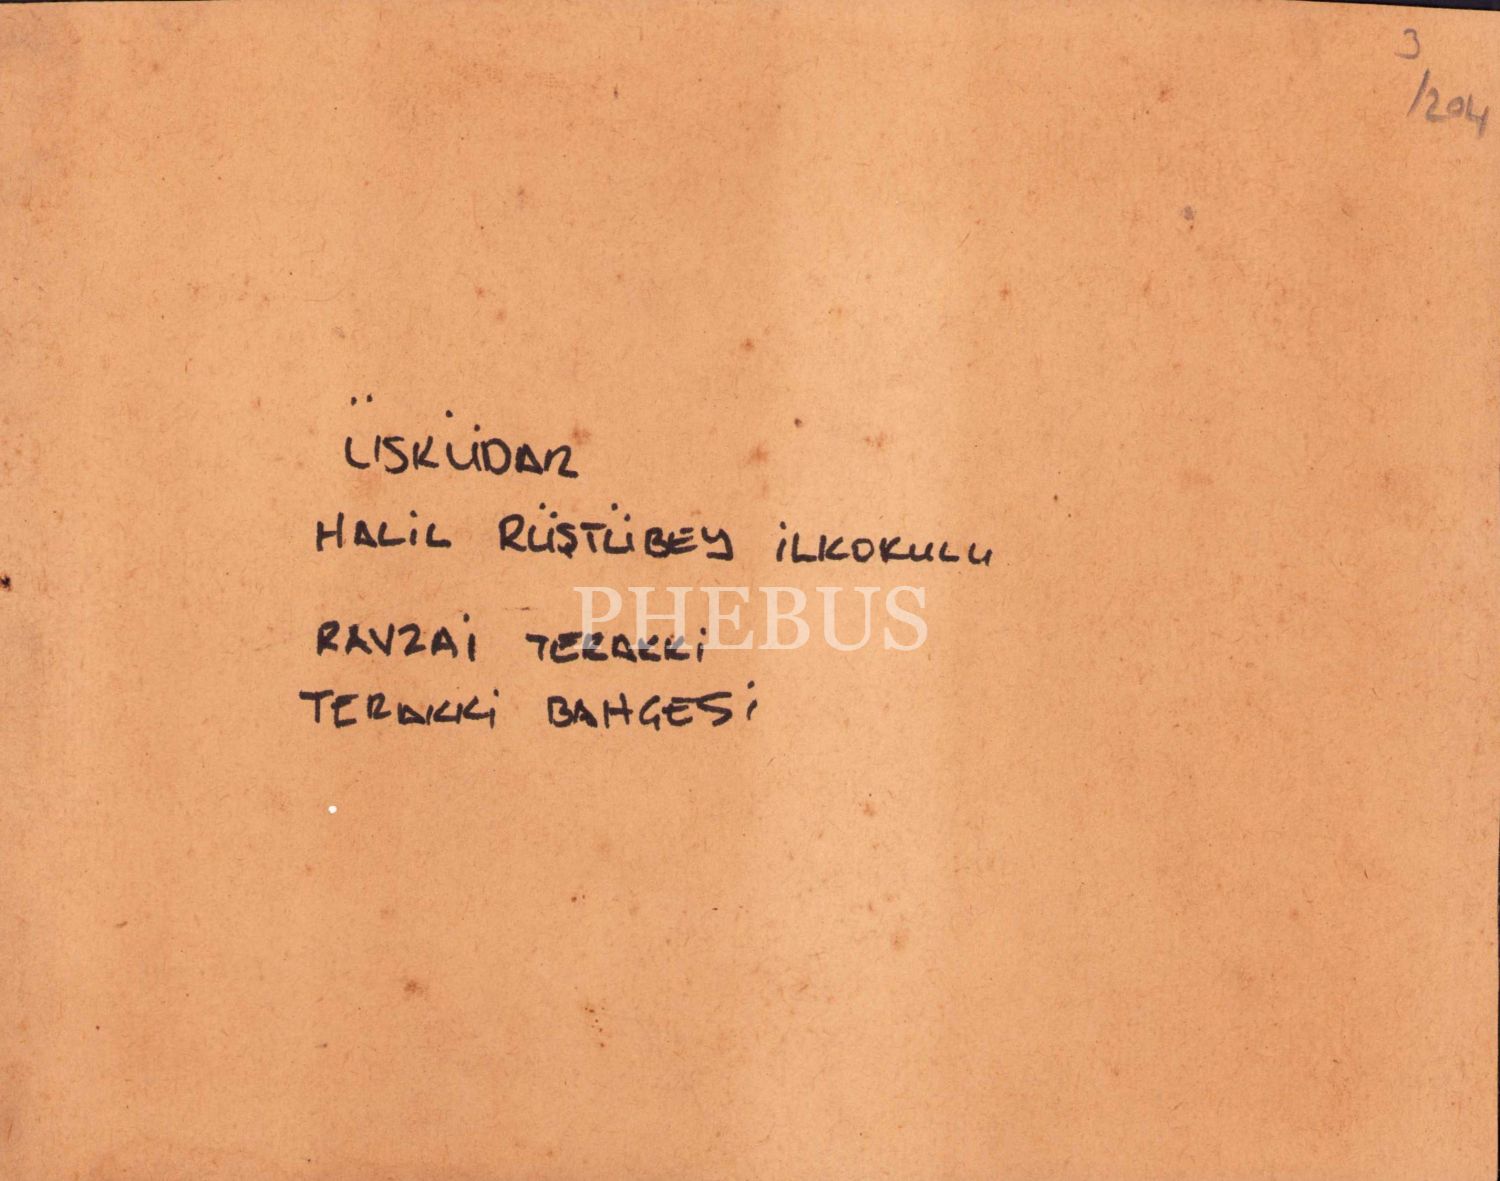 3
/204
ÜSKÜDAR
HALİL RÜŞTÜBEY İLKOKULU
PHEBUS
RAVZAİ TERAKKİ
TERAKKİ BAHÇESİ